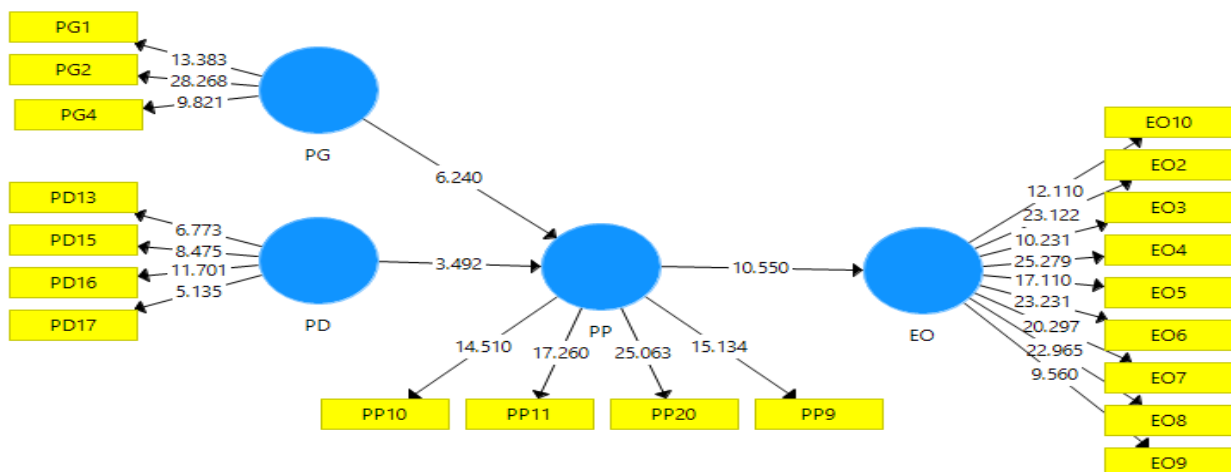 PG1
PG2
PG4
13.383
28.268
9.821
PG
6.240
PD13
PD15
PD16
PD17
6.773
8.475
11.701
5.135
PD
3.492
PP
10.550
14.510
17.260
25.063
15.134
PP10
PP11
PP20
PP9
EO
12.110
23.122
10.231
25.279
17.110
23.231
20.297
22.965
9.560
EO10
EO2
EO3
EO4
EO5
EO6
EO7
EO8
EO9